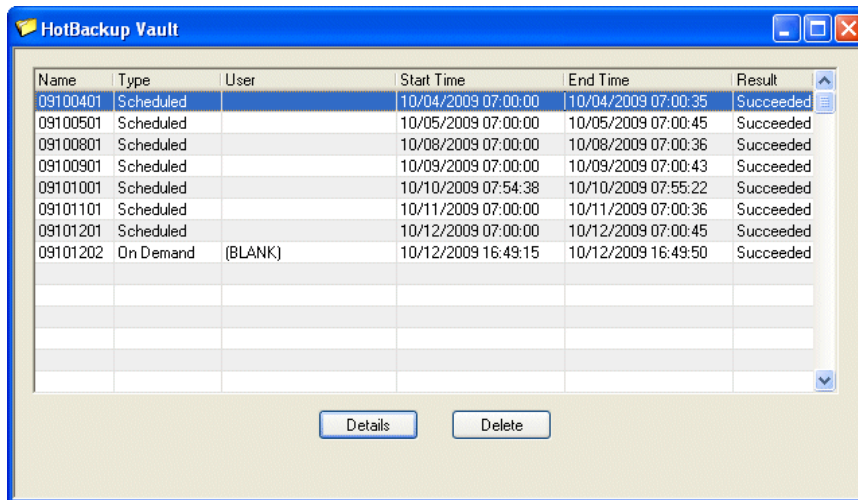 HotBackup Vault
Name Type User Start Time End Time Result
09100401 Scheduled 10/04/2009 07:00:00 10/04/2009 07:00:35 Succeeded
09100501 Scheduled 10/05/2009 07:00:00 10/05/2009 07:00:45 Succeeded
09100801 Scheduled 10/08/2009 07:00:00 10/08/2009 07:00:36 Succeeded
09100901 Scheduled 10/09/2009 07:00:00 10/09/2009 07:00:43 Succeeded
09101001 Scheduled 10/10/2009 07:54:38 10/10/2009 07:55:22 Succeeded
09101101 Scheduled 10/11/2009 07:00:00 10/11/2009 07:00:36 Succeeded
09101201 Scheduled 10/12/2009 07:00:00 10/12/2009 07:00:45 Succeeded
09101202 On Demand (BLANK) 10/12/2009 16:49:15 10/12/2009 16:49:50 Succeeded
Details Delete